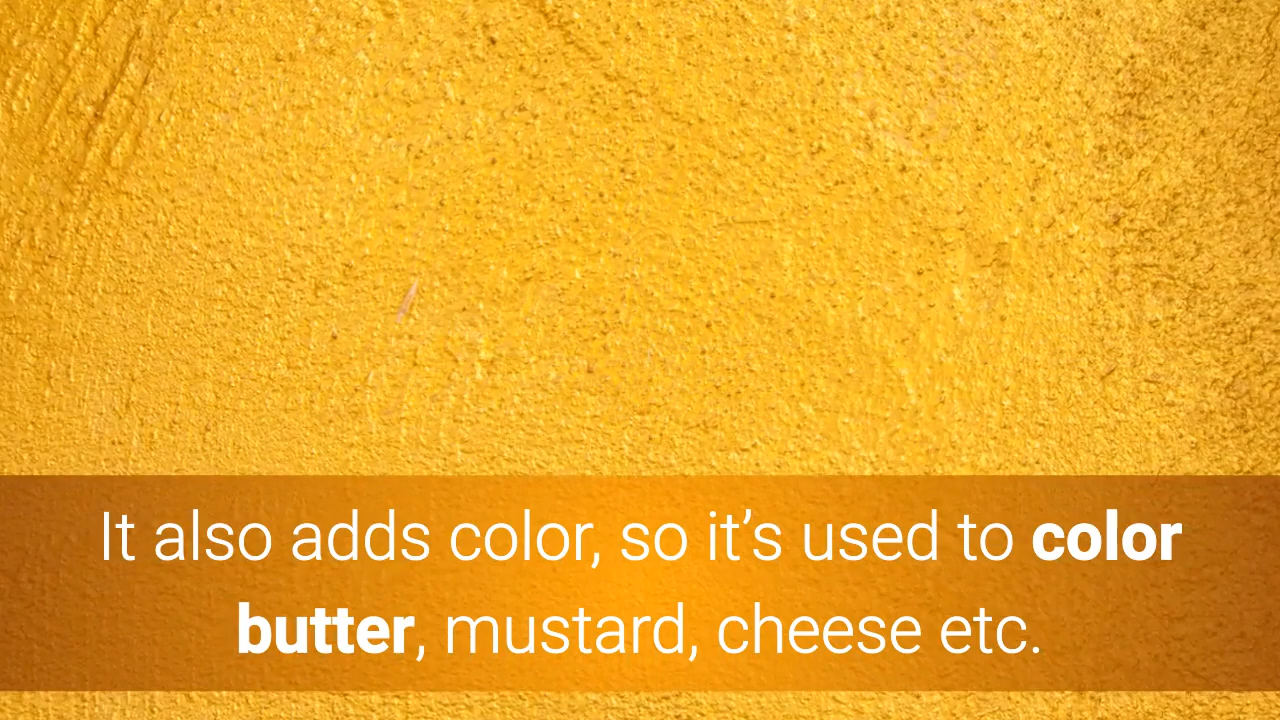 It also adds color, so it’s used to color
butter, mustard, cheese etc.